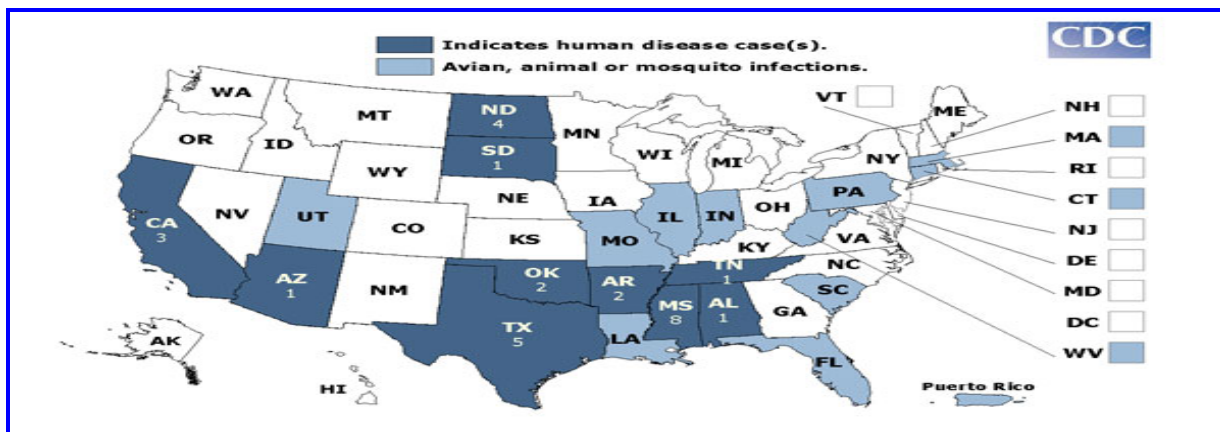 Indicates human disease case(s).
Avian, animal or mosquito infections.
CDC
WA
MT
ND
4
MN
VT
ME
NH
OR
ID
SD
1
WI
MI
NY
MA
WY
RI
NE
IA
PA
CT
NV
UT
CO
IL
IN
OH
NJ
CA
3
KS
MO
KY
VA
DE
AZ
1
NM
OK
2
AR
2
TN
1
NC
MD
SC
TX
5
MS
8
AL
1
GA
DC
AK
LA
WV
FL
HI
Puerto Rico